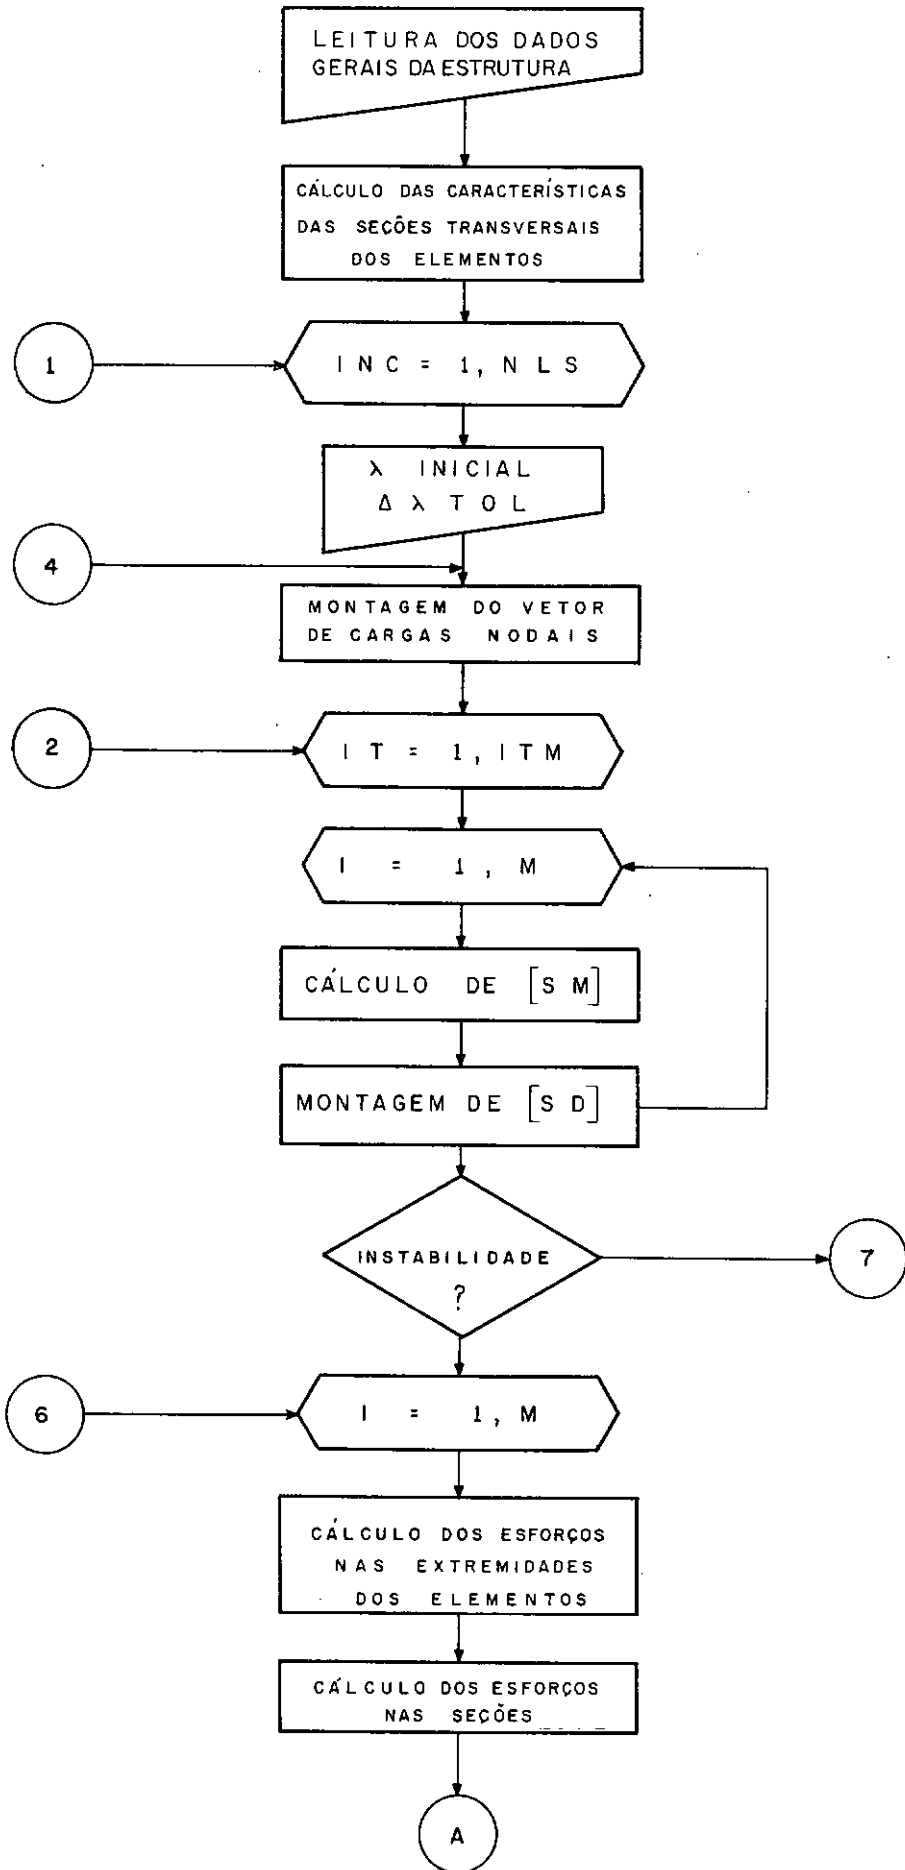 LEITURA DOS DADOS
GERAIS DA ESTRUTURA
CÁLCULO DAS CARACTERÍSTICAS
DAS SEÇÕES TRANSVERSAIS
DOS ELEMENTOS
1
INC = 1, NLS
λ INICIAL
Δ λ TOL
4
MONTAGEM DO VETOR
DE CARGAS NODAIS
2
IT = 1, ITM
I = 1, M
CÁLCULO DE [SM]
MONTAGEM DE [SD]
INSTABILIDADE
?
7
6
I = 1, M
CÁLCULO DOS ESFORÇOS
NAS EXTREMIDADES
DOS ELEMENTOS
CÁLCULO DOS ESFORÇOS
NAS SEÇÕES
A